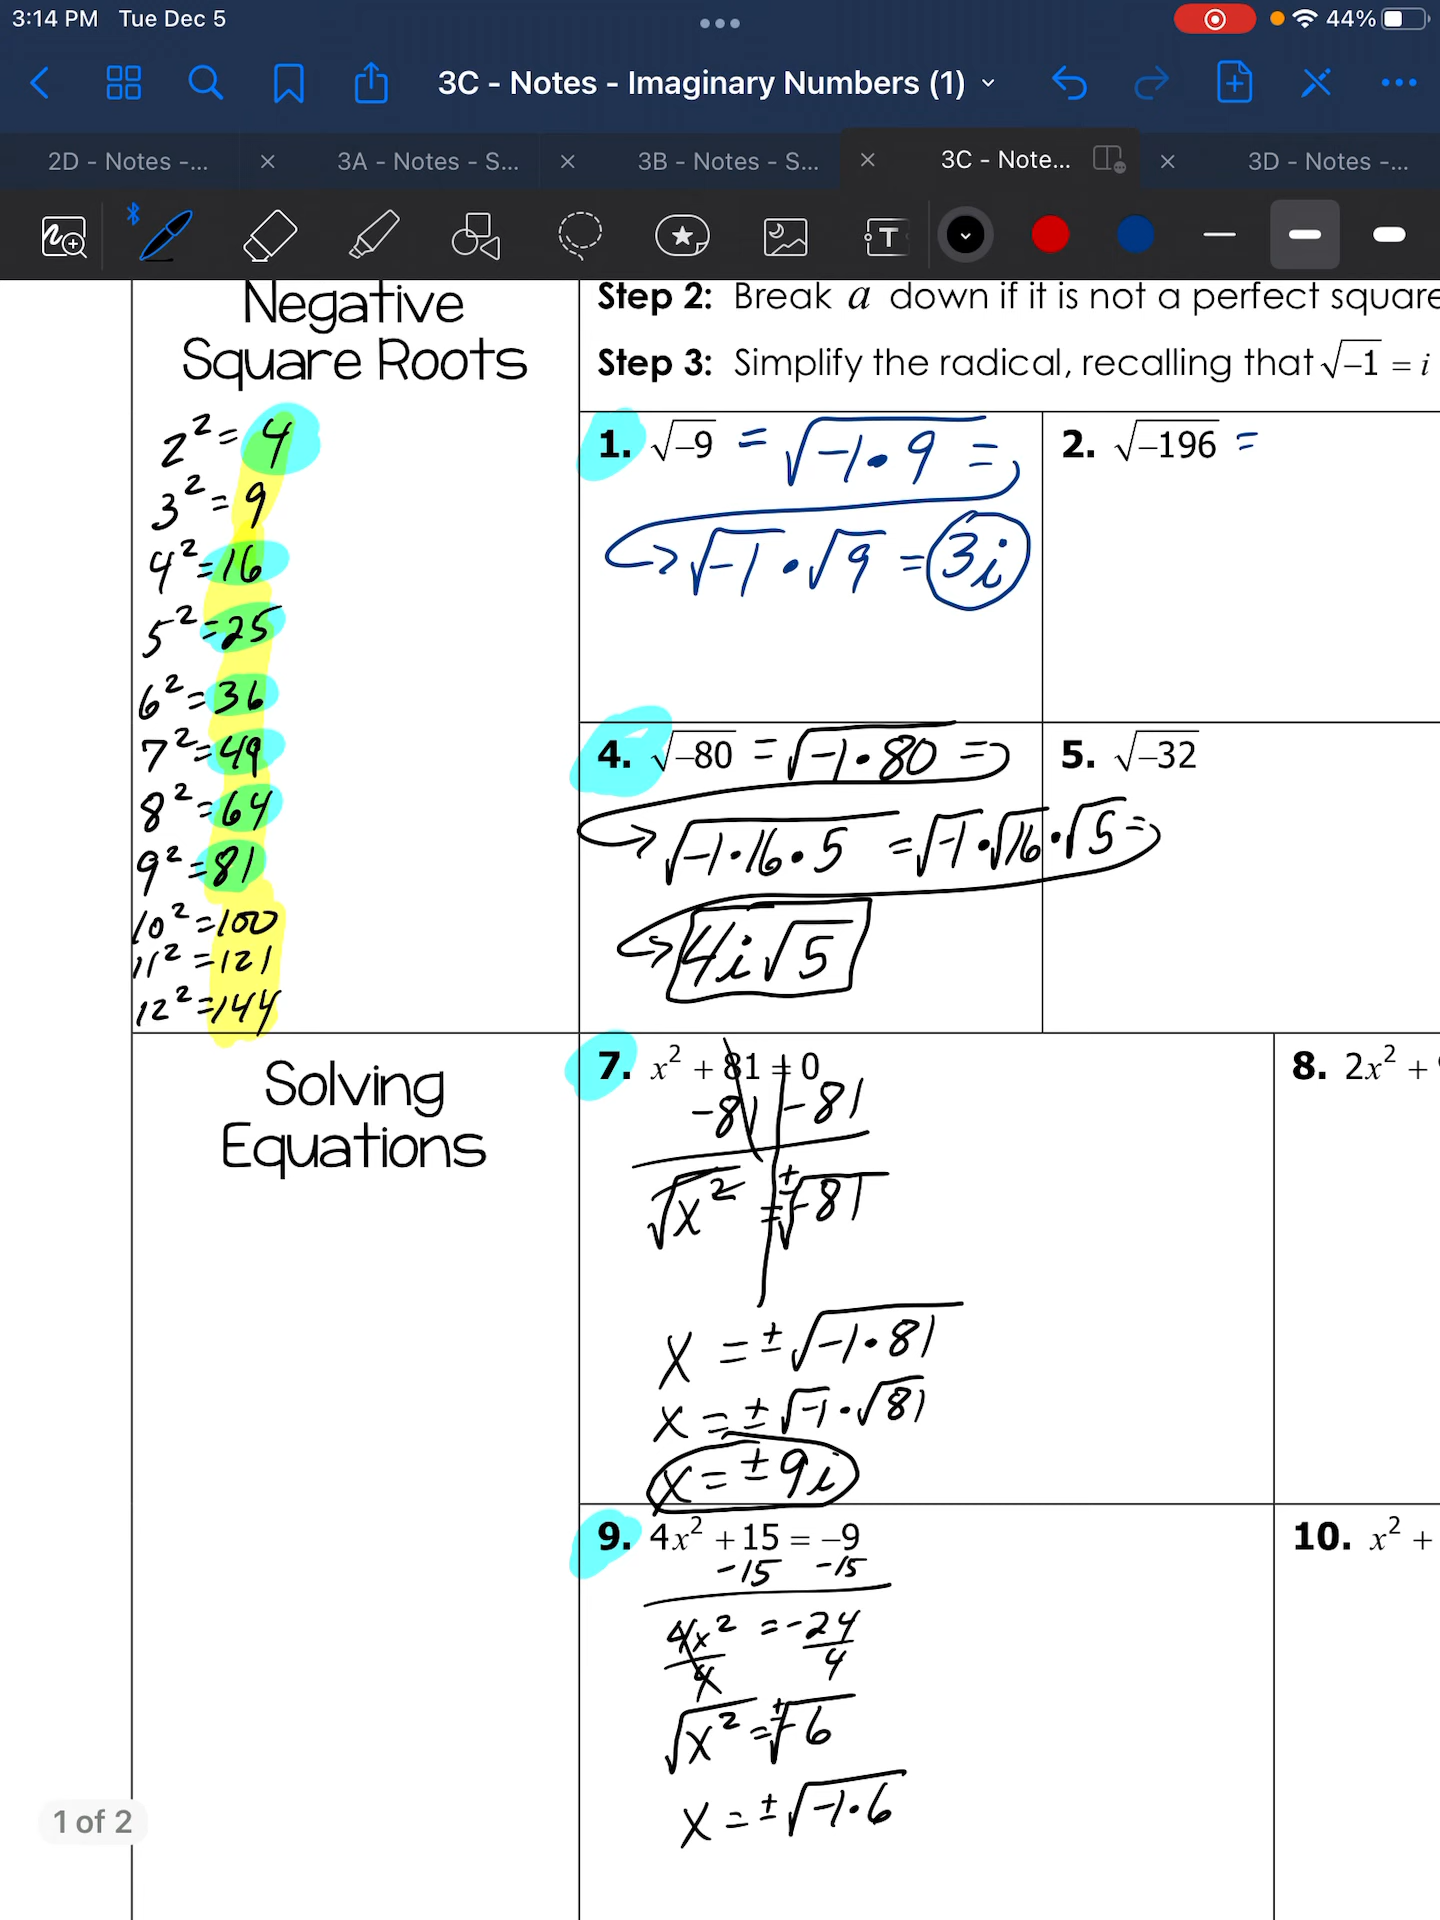 3:14 PM Tue Dec 5
44%
3C - Notes - Imaginary Numbers (1)
2D - Notes -... × 3A - Notes - S... × 3B - Notes - S... × 3C - Note... × 3D - Notes -...
T
Negative
Square Roots
Step 2: Break a down if it is not a perfect square
Step 3: Simplify the radical, recalling that √-1 = i
2² = 4
3² = 9
4² = 16
5² = 25
6² = 36
7² = 49
8² = 64
9² = 81
10² = 100
11² = 121
12² = 144
1. √-9 = √-1•9 =
→ √-1 • √9 = 3i
2. √-196 =
4. √-80 = √-1•80 =
→ √-1•16•5 = √-1•√16•√5 =
→ 4i√5
5. √-32
Solving
Equations
7. x² + 81 = 0
-81 -81
√x² = ±√-81
x = ±√-1•81
x = ±√-1•√81
x = ±9i
8. 2x² +
9. 4x² + 15 = -9
-15 -15
4x² = -24
4 4
√x² = ±√-6
x = ±√-1•6
10. x² +
1 of 2